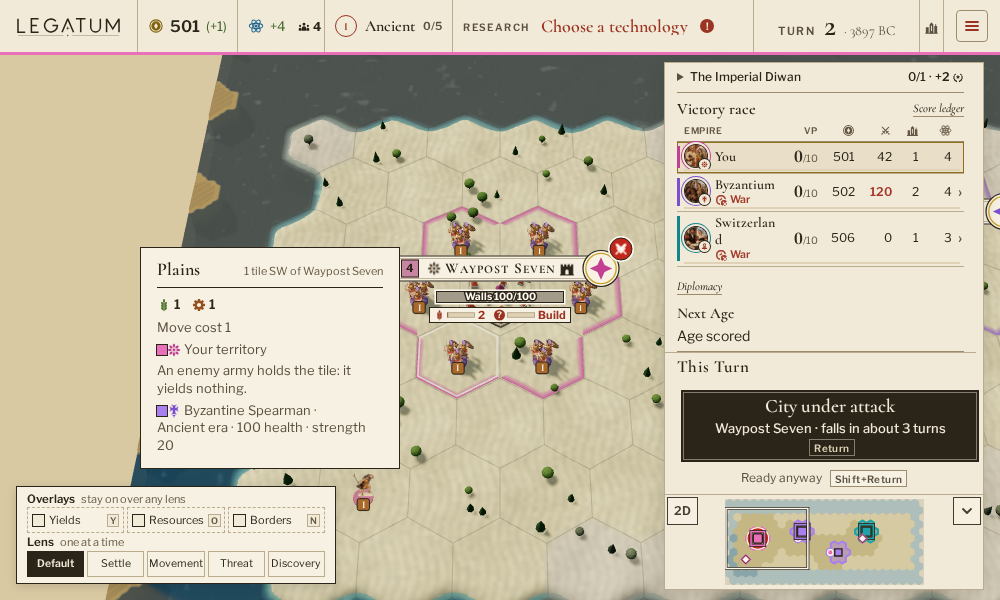 LEGATUM
501 (+1)
+4
4
I Ancient 0/5
RESEARCH Choose a technology !
TURN 2 · 3897 BC
The Imperial Diwan 0/1 · +2
Victory race Score ledger
EMPIRE VP
You 0/10 501 42 1 4
Byzantium 0/10 502 120 2 4 ›
War
Switzerlan
d 0/10 506 0 1 3 ›
War
Diplomacy
Next Age
Age scored
This Turn
City under attack
Waypost Seven · falls in about 3 turns
Return
Ready anyway Shift+Return
2D
4 WAYPOST SEVEN
Walls 100/100
2 ? Build
I
I
I
I
I
I
I
Plains 1 tile SW of Waypost Seven
1 1
Move cost 1
Your territory
An enemy army holds the tile: it
yields nothing.
Byzantine Spearman ·
Ancient era · 100 health · strength
20
Overlays stay on over any lens
Yields Y Resources O Borders N
Lens one at a time
Default Settle Movement Threat Discovery